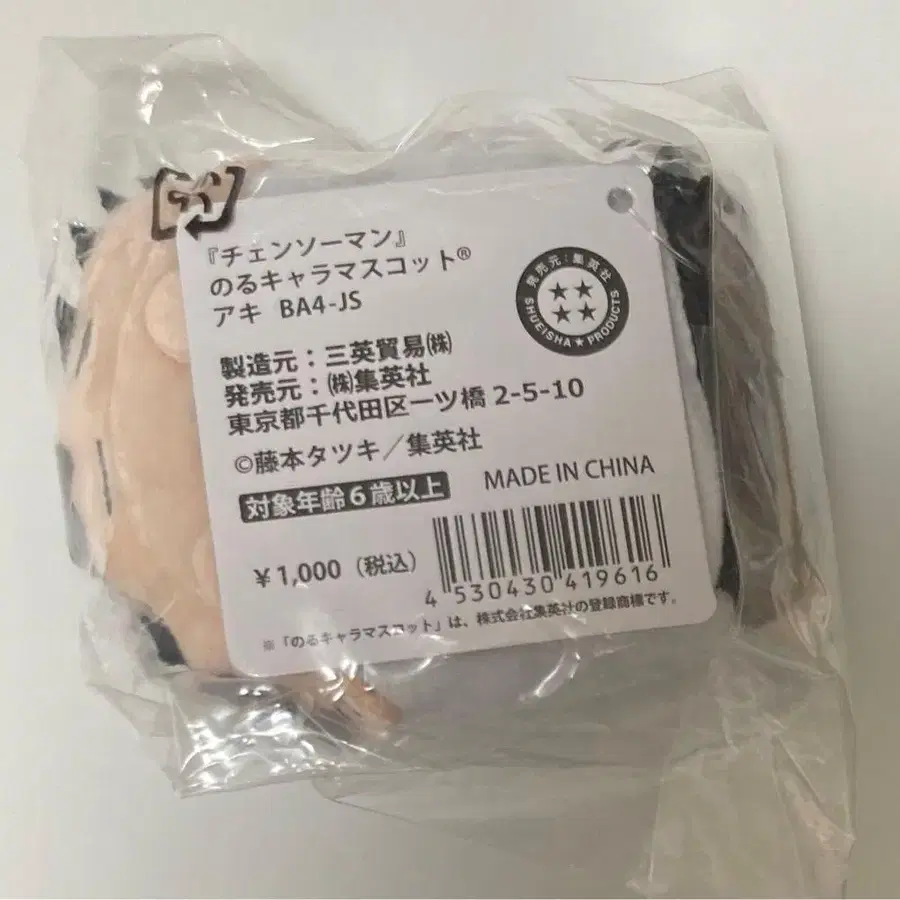 プラ
『チェンソーマン』
のるキャラマスコット®
アキ BA4-JS
発売元：集英社
SHUEISHA★PRODUCTS
製造元：三英貿易㈱
発売元：㈱集英社
東京都千代田区一ツ橋 2-5-10
©藤本タツキ／集英社
対象年齢６歳以上
MADE IN CHINA
￥1,000（税込）
4 530430 419616
※「のるキャラマスコット」は、株式会社集英社の登録商標です。